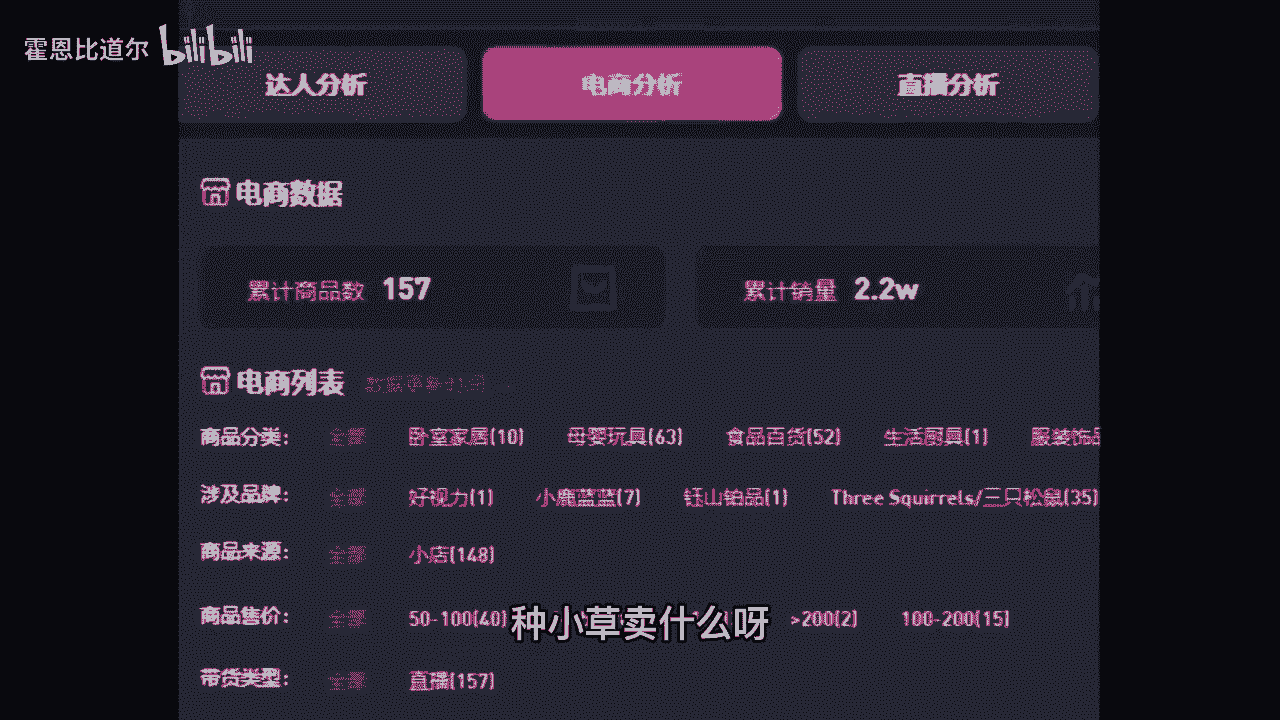 霍恩比道尔 bilibili
达人分析 电商分析 直播分析
电商数据
累计商品数 157 累计销量 2.2w
电商列表
商品分类: 全部 卧室家居(10) 母婴玩具(63) 食品百货(52) 生活厨具(1) 服装饰品
涉及品牌: 全部 好视力(1) 小鹿蓝蓝(7) 钰山铂品(1) Three Squirrels/三只松鼠(35)
商品来源: 全部 小店(148)
商品售价: 全部 50-100(40) >200(2) 100-200(15)
种小草卖什么呀
带货类型: 全部 直播(157)